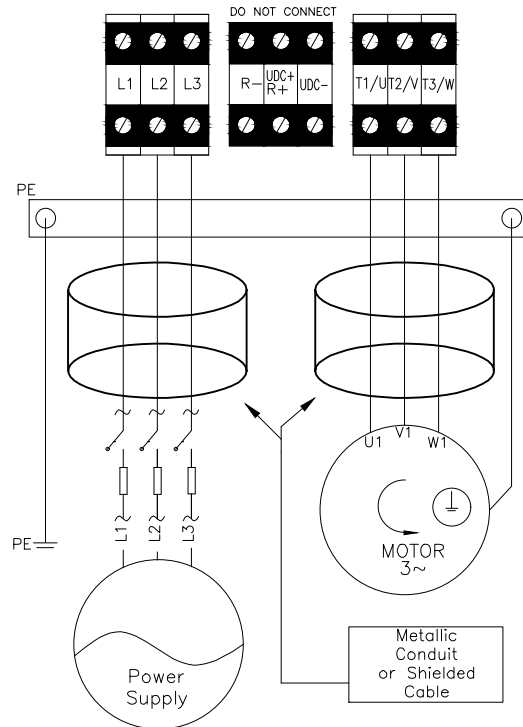 DO NOT CONNECT
L1 L2 L3
R- UDC+ R+ UDC-
T1/U T2/V T3/W
PE
U1 V1 W1
L1~ L2~ L3~
PE
MOTOR
3~
Power
Supply
Metallic
Conduit
or Shielded
Cable